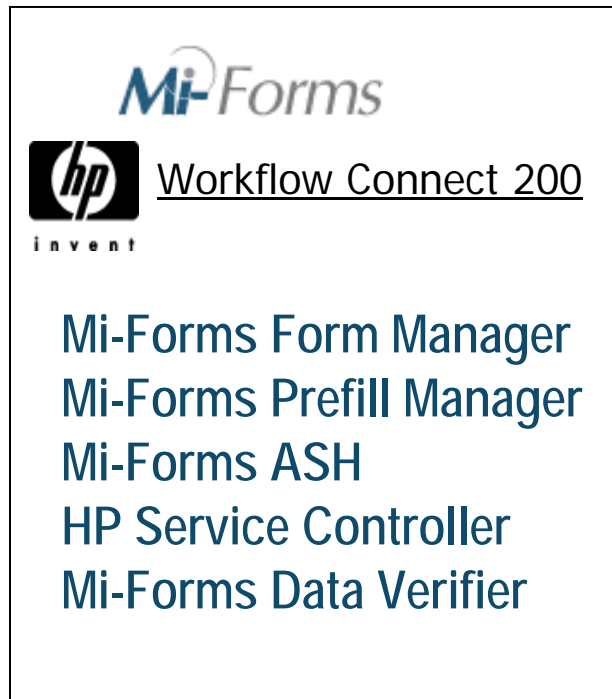 Mi-Forms
hp
Workflow Connect 200
invent
Mi-Forms Form Manager
Mi-Forms Prefill Manager
Mi-Forms ASH
HP Service Controller
Mi-Forms Data Verifier